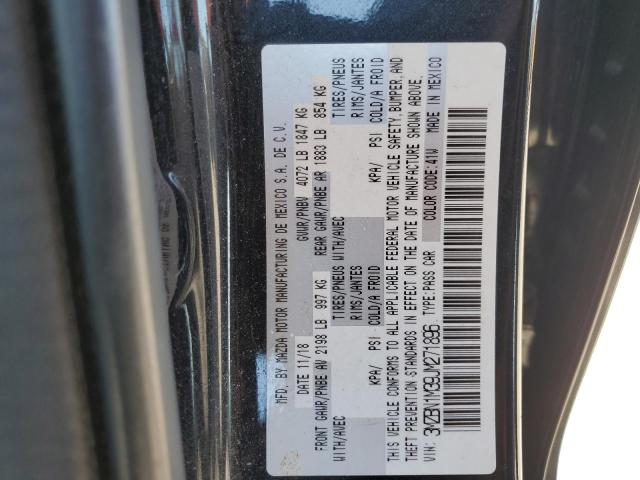 MFD. BY MAZDA MOTOR MANUFACTURING DE MEXICO S.A. DE C.V.
DATE 11/18 GVWR/PNBV 4072 LB 1847 KG
FRONT GAWR/PNBE AV 2198 LB 997 KG REAR GAWR/PNBE AR 1883 LB 854 KG
WITH/AVEC TIRES/PNEUS WITH/AVEC TIRES/PNEUS
RIMS/JANTES RIMS/JANTES
KPA/ PSI COLD/A FROID KPA/ PSI COLD/A FROID
THIS VEHICLE CONFORMS TO ALL APPLICABLE FEDERAL MOTOR VEHICLE SAFETY, BUMPER, AND
THEFT PREVENTION STANDARDS IN EFFECT ON THE DATE OF MANUFACTURE SHOWN ABOVE.
VIN: 3MZBN1M39JM271896 TYPE:PASS CAR COLOR CODE:41W MADE IN MEXICO